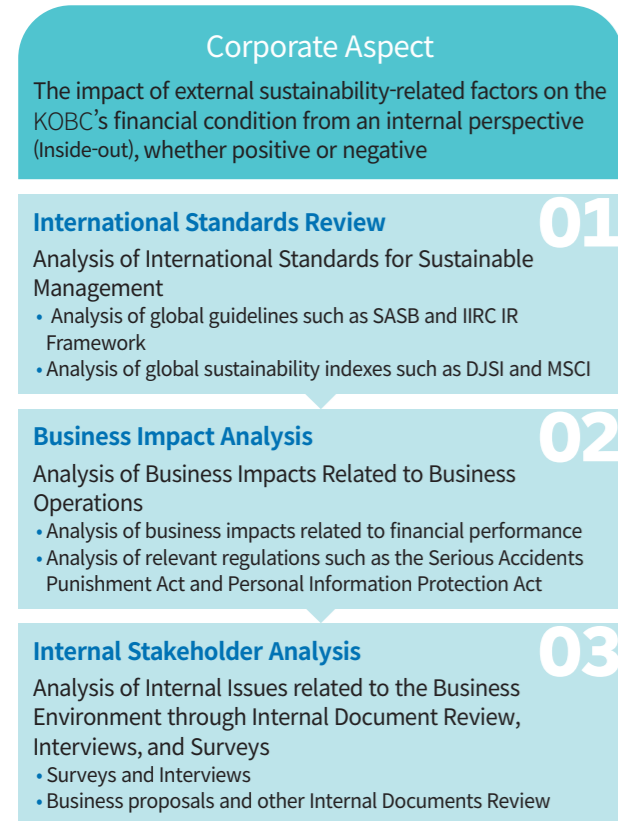 Corporate Aspect
The impact of external sustainability-related factors on the
KOBC's financial condition from an internal perspective
(Inside-out), whether positive or negative
01
International Standards Review
Analysis of International Standards for Sustainable
Management
• Analysis of global guidelines such as SASB and IIRC IR
Framework
• Analysis of global sustainability indexes such as DJSI and MSCI
02
Business Impact Analysis
Analysis of Business Impacts Related to Business
Operations
• Analysis of business impacts related to financial performance
• Analysis of relevant regulations such as the Serious Accidents
Punishment Act and Personal Information Protection Act
03
Internal Stakeholder Analysis
Analysis of Internal Issues related to the Business
Environment through Internal Document Review,
Interviews, and Surveys
• Surveys and Interviews
• Business proposals and other Internal Documents Review